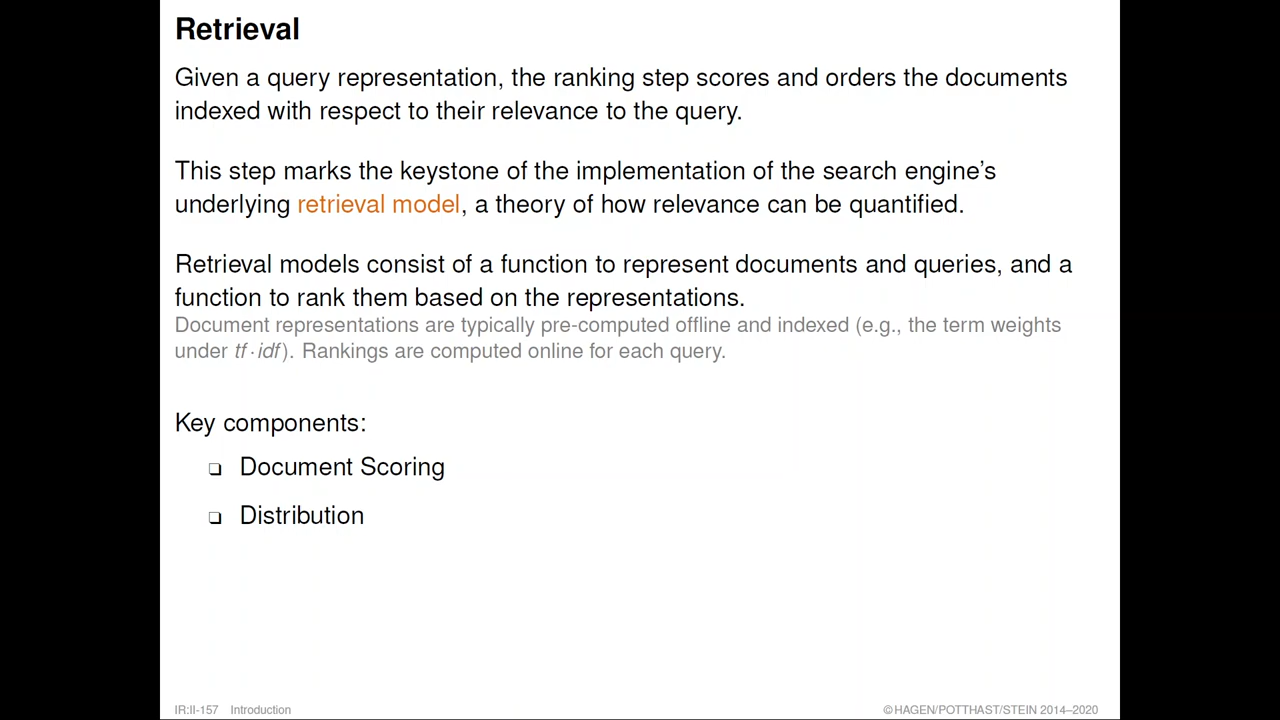 Retrieval
Given a query representation, the ranking step scores and orders the documents
indexed with respect to their relevance to the query.
This step marks the keystone of the implementation of the search engine’s
underlying retrieval model, a theory of how relevance can be quantified.
Retrieval models consist of a function to represent documents and queries, and a
function to rank them based on the representations.
Document representations are typically pre-computed offline and indexed (e.g., the term weights
under tf·idf). Rankings are computed online for each query.
Key components:
❏ Document Scoring
❏ Distribution
IR:II-157 Introduction
©HAGEN/POTTHAST/STEIN 2014–2020